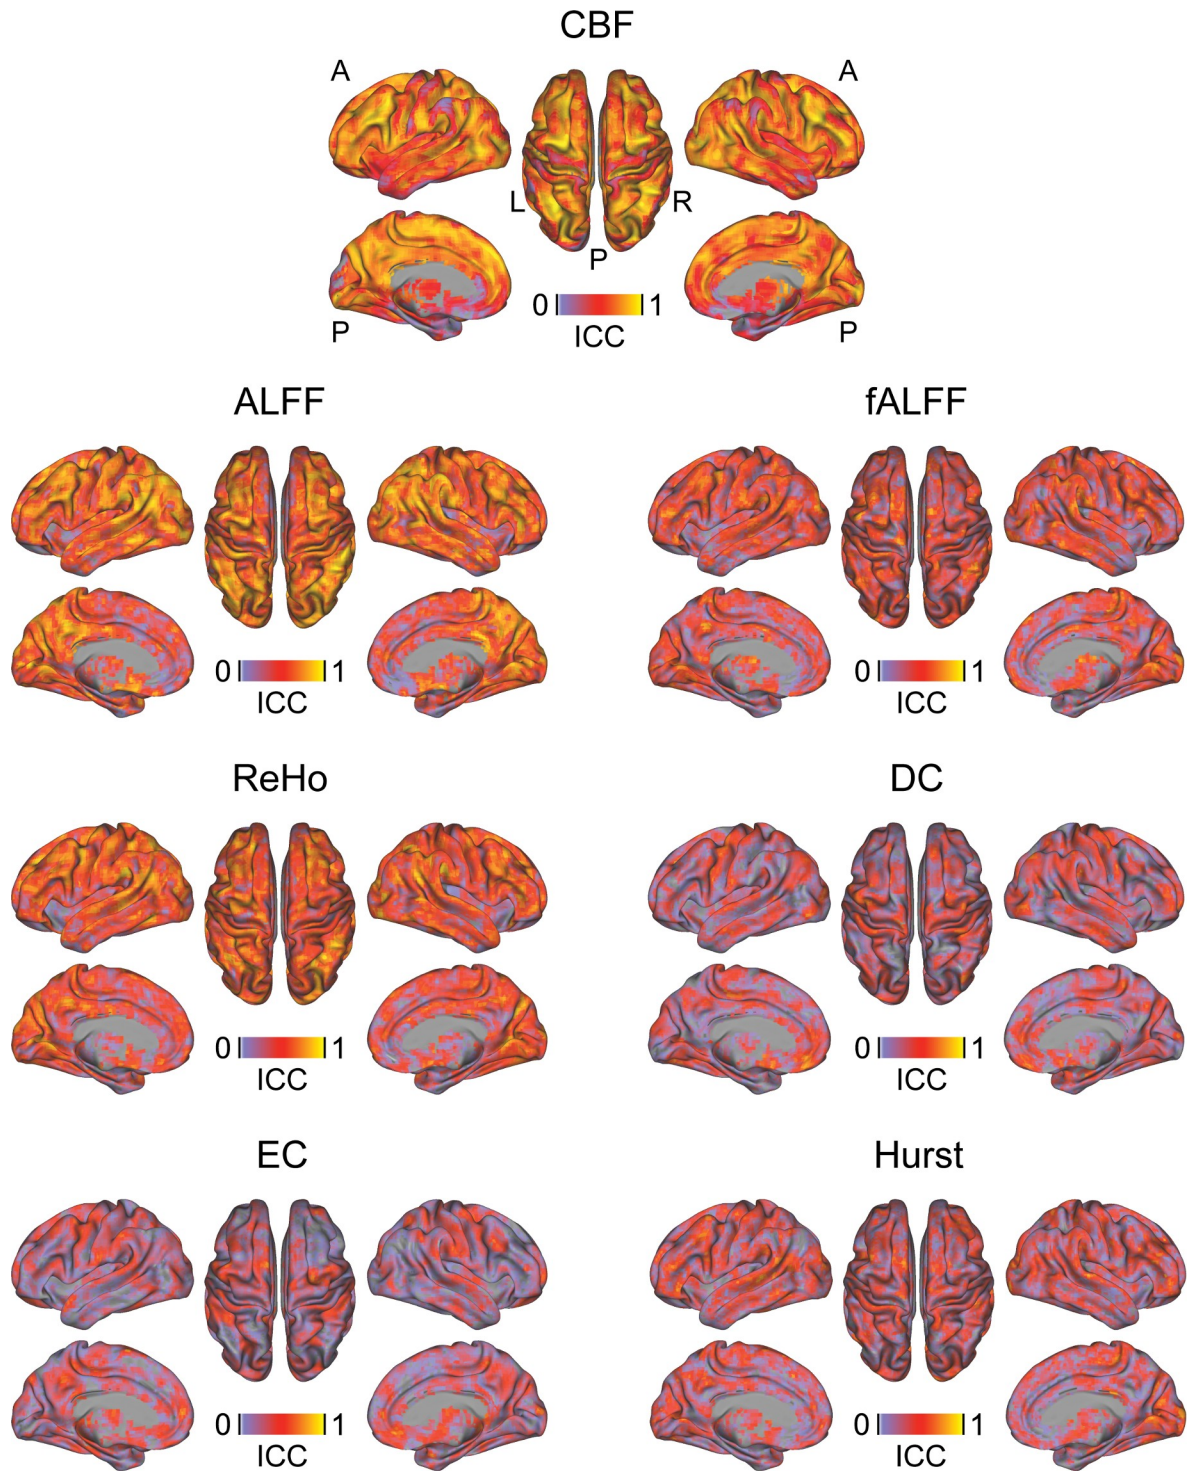 CBF
A A
L R
P
0 1
ICC
P P
ALFF fALFF
0 1 0 1
ICC ICC
ReHo DC
0 1 0 1
ICC ICC
EC Hurst
0 1 0 1
ICC ICC